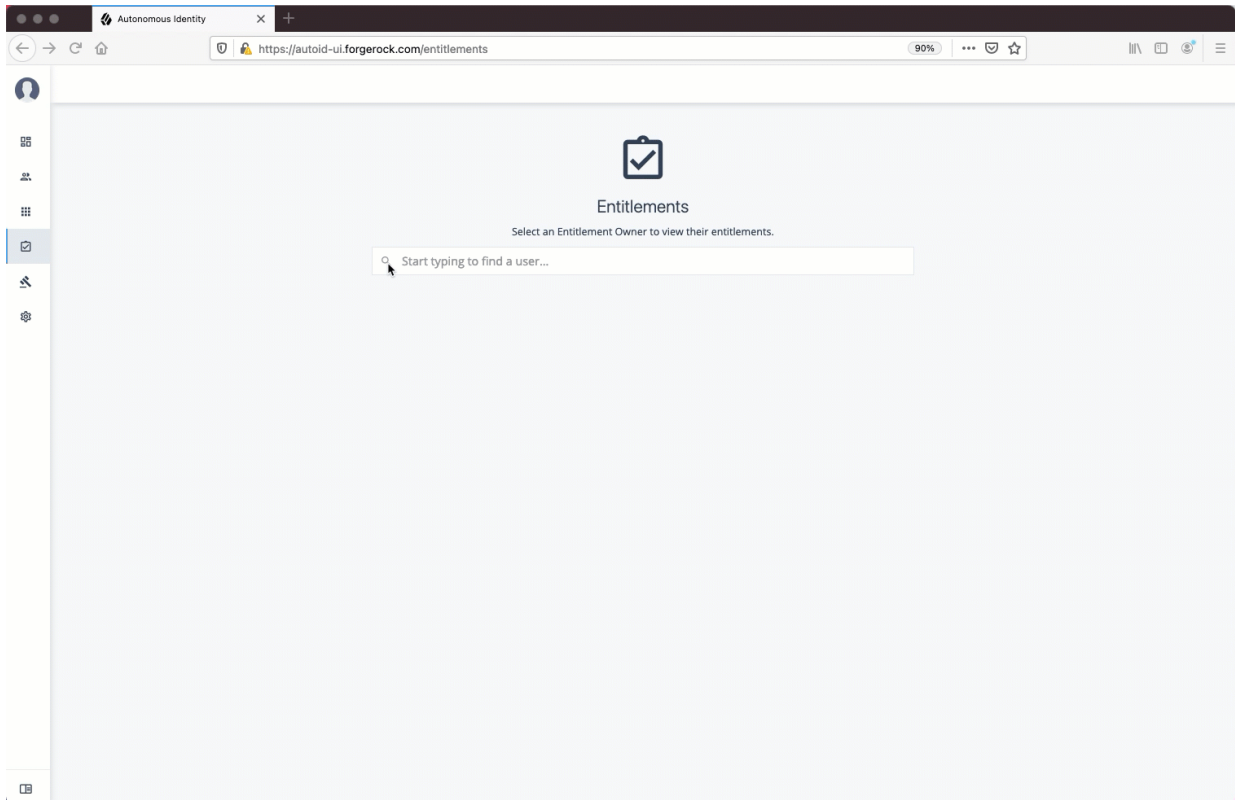 Autonomous Identity
https://autoid-ui.forgerock.com/entitlements
90%
Entitlements
Select an Entitlement Owner to view their entitlements.
Start typing to find a user...